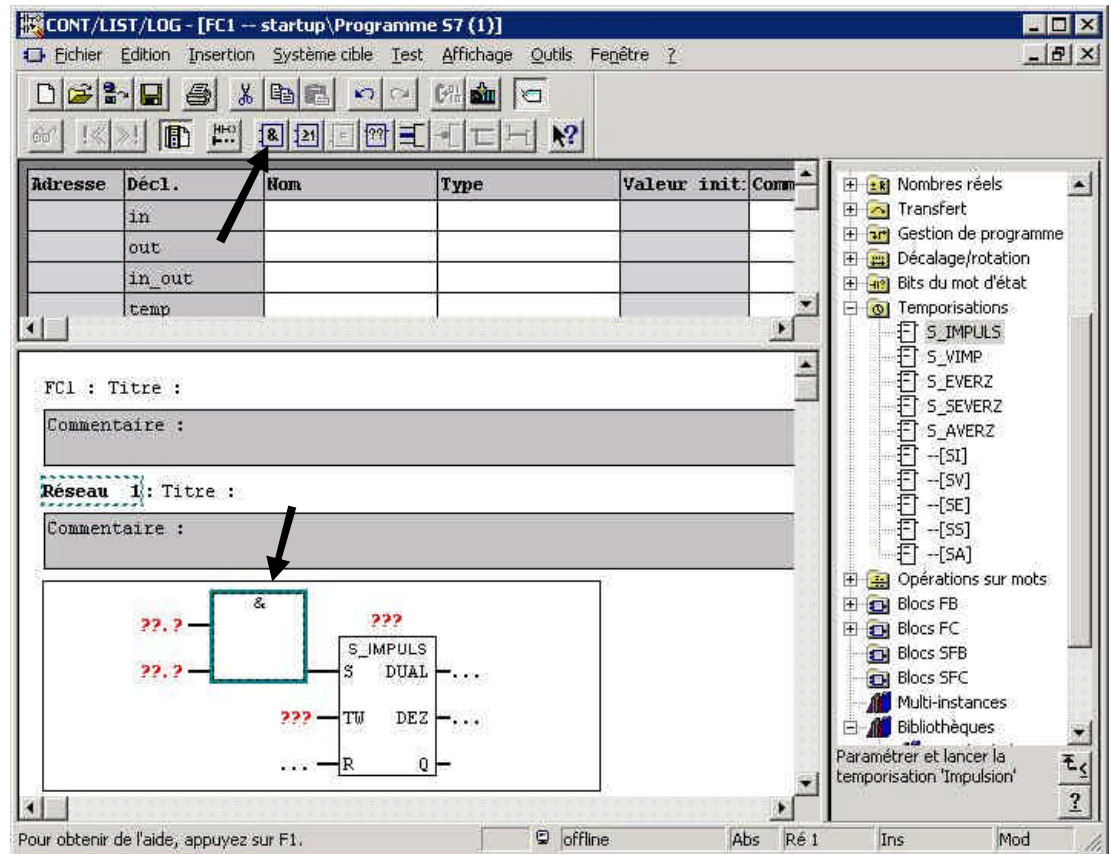 CONT/LIST/LOG - [FC1 -- startup\Programme S7 (1)]
Fichier Edition Insertion Système cible Test Affichage Outils Fenêtre ?
& >=1 ??
Adresse Décl. Nom Type Valeur init: Comm
in
out
in_out
temp
FC1 : Titre :
Commentaire :
Réseau 1: Titre :
Commentaire :
&
??.? ???
S_IMPULS
??.? S DUAL ...
??? TW DEZ ...
... R Q
Nombres réels
Transfert
Gestion de programme
Décalage/rotation
Bits du mot d'état
Temporisations
S_IMPULS
S_VIMP
S_EVERZ
S_SEVERZ
S_AVERZ
--[SI]
--[SV]
--[SE]
--[SS]
--[SA]
Opérations sur mots
Blocs FB
Blocs FC
Blocs SFB
Blocs SFC
Multi-instances
Bibliothèques
Paramétrer et lancer la
temporisation 'Impulsion'
Pour obtenir de l'aide, appuyez sur F1. offline Abs Ré 1 Ins Mod